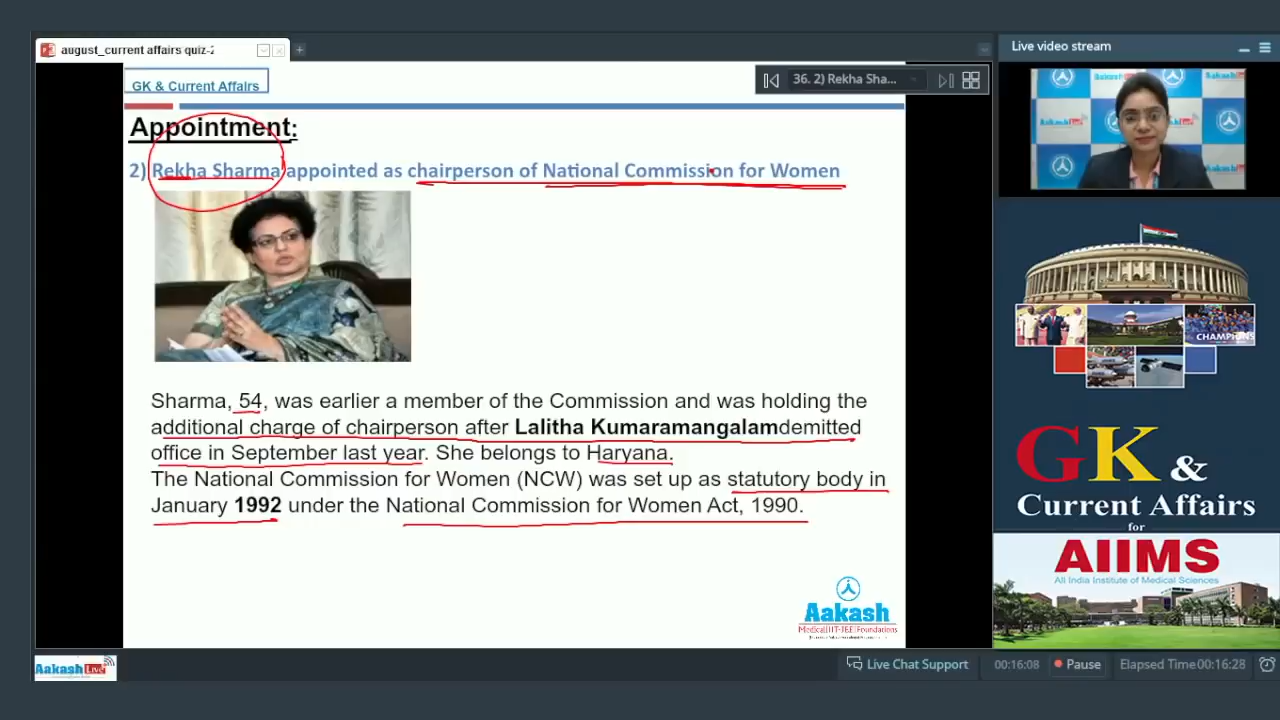 august_current affairs quiz-2
Live video stream
GK & Current Affairs
36. 2) Rekha Sha...
Appointment:
2) Rekha Sharma appointed as chairperson of National Commission for Women
Sharma, 54, was earlier a member of the Commission and was holding the
additional charge of chairperson after Lalitha Kumaramangalamdemitted
office in September last year. She belongs to Haryana.
The National Commission for Women (NCW) was set up as statutory body in
January 1992 under the National Commission for Women Act, 1990.
Aakash
Medical|IIT-JEE|Foundations
CHAMPIONS
GK &
Current Affairs
for
AIIMS
All India Institute of Medical Sciences
Aakash Live
Live Chat Support
00:16:08
Pause
Elapsed Time 00:16:28